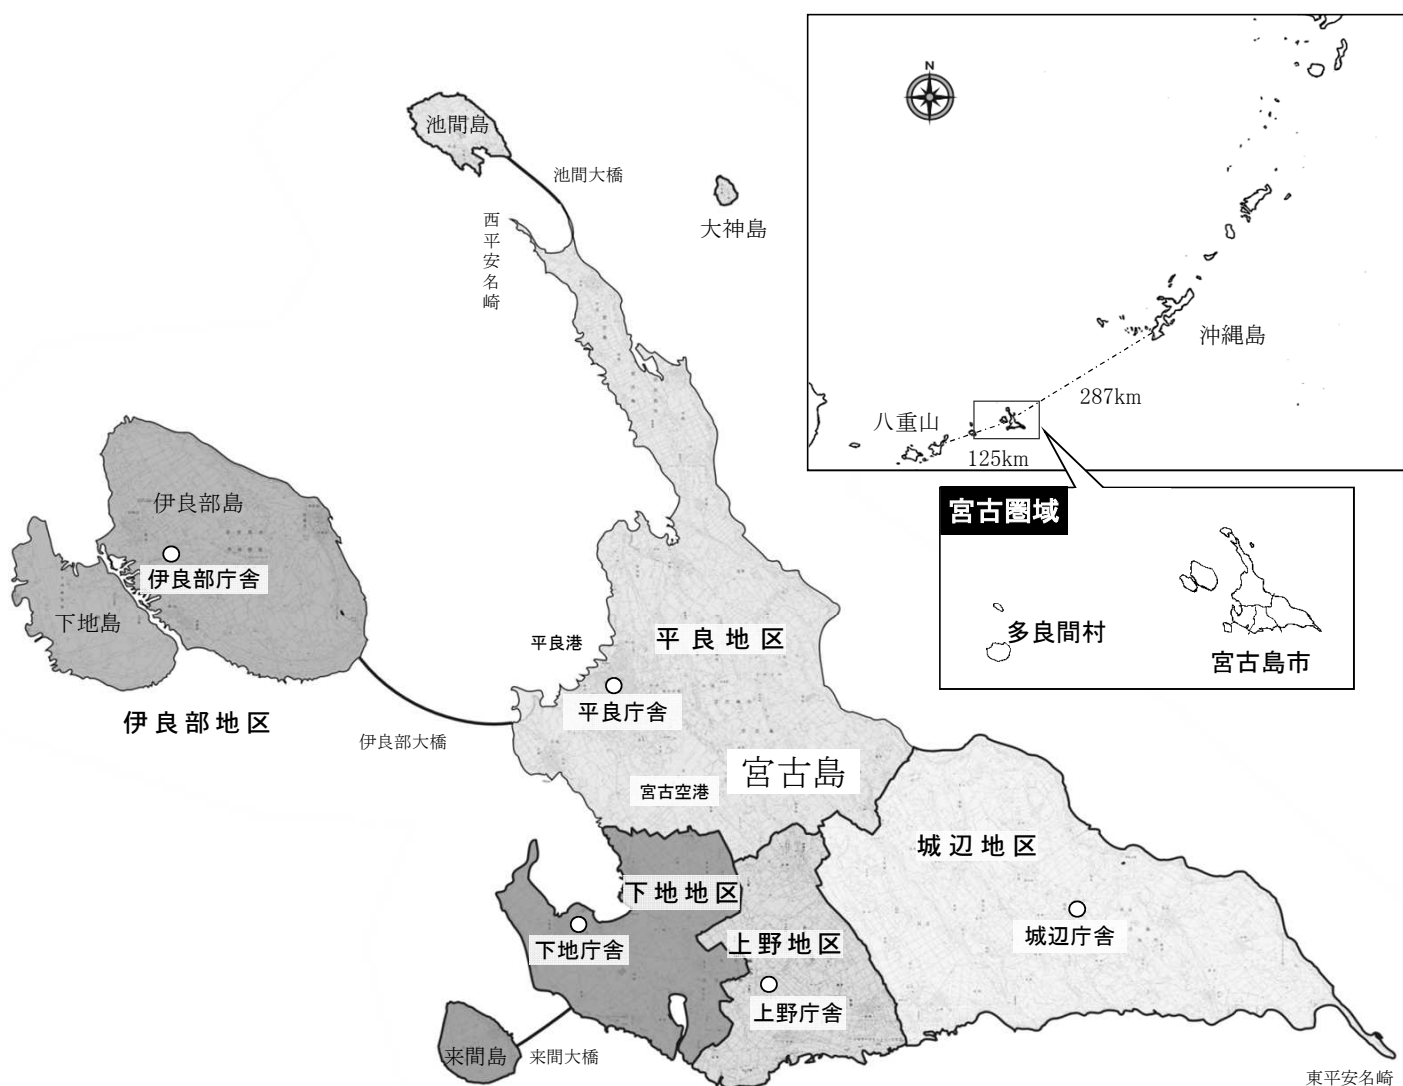 N
池間島
池間大橋
大神島
西平安名崎
沖縄島
287km
八重山
125km
宮古圏域
多良間村
宮古島市
伊良部島
伊良部庁舎
下地島
伊良部地区
伊良部大橋
平良港
平良地区
平良庁舎
宮古島
宮古空港
城辺地区
城辺庁舎
下地地区
下地庁舎
上野地区
上野庁舎
来間島
来間大橋
東平安名崎